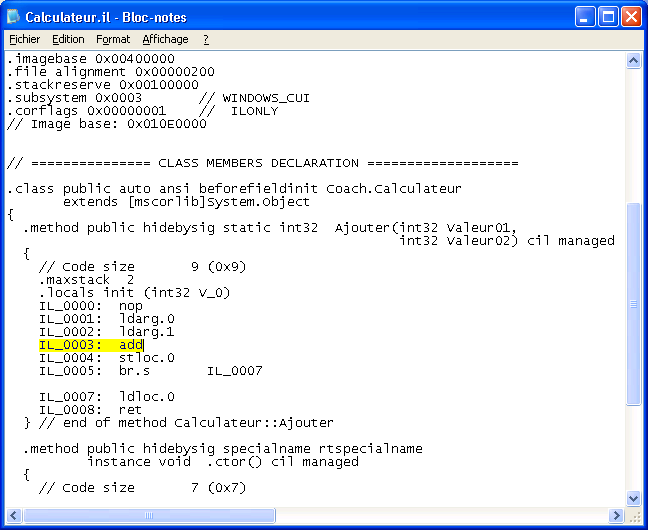 Calculateur.il - Bloc-notes
Fichier Edition Format Affichage ?
.imagebase 0x00400000
.file alignment 0x00000200
.stackreserve 0x00100000
.subsystem 0x0003 // WINDOWS_CUI
.corflags 0x00000001 // ILONLY
// Image base: 0x010E0000
// =============== CLASS MEMBERS DECLARATION ===================
.class public auto ansi beforefieldinit Coach.Calculateur
extends [mscorlib]System.Object
{
.method public hidebysig static int32 Ajouter(int32 Valeur01,
int32 Valeur02) cil managed
{
// Code size 9 (0x9)
.maxstack 2
.locals init (int32 V_0)
IL_0000: nop
IL_0001: ldarg.0
IL_0002: ldarg.1
IL_0003: add
IL_0004: stloc.0
IL_0005: br.s IL_0007
IL_0007: ldloc.0
IL_0008: ret
} // end of method Calculateur::Ajouter
.method public hidebysig specialname rtspecialname
instance void .ctor() cil managed
{
// Code size 7 (0x7)